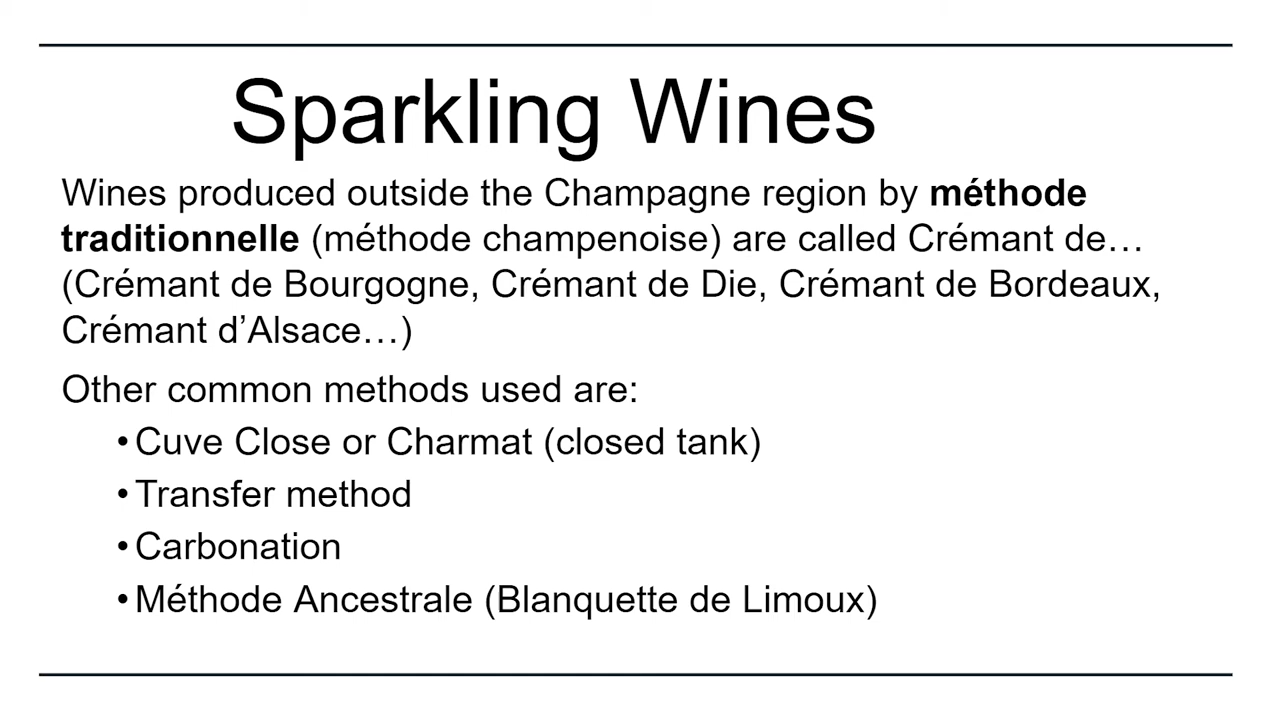 Sparkling Wines
Wines produced outside the Champagne region by méthode
traditionnelle (méthode champenoise) are called Crémant de…
(Crémant de Bourgogne, Crémant de Die, Crémant de Bordeaux,
Crémant d’Alsace…)
Other common methods used are:
•Cuve Close or Charmat (closed tank)
•Transfer method
•Carbonation
•Méthode Ancestrale (Blanquette de Limoux)